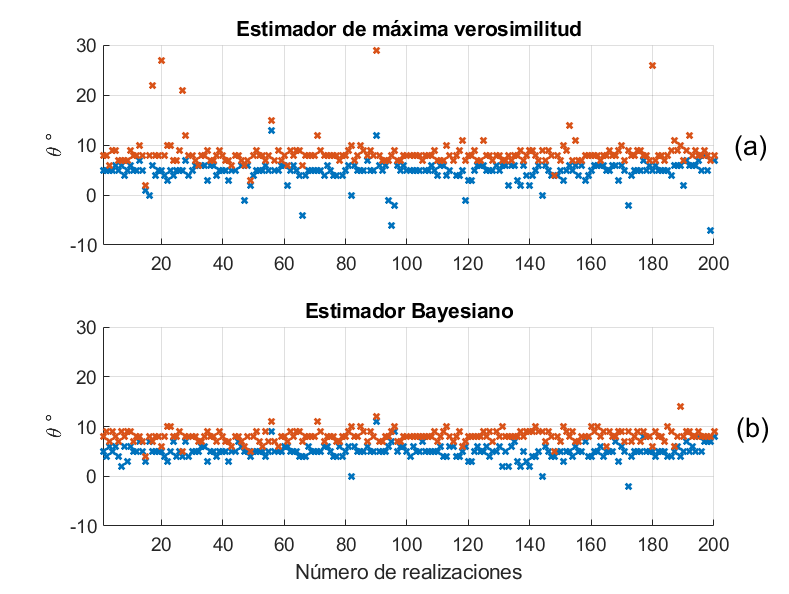 Estimador de máxima verosimilitud
30
20
10
0
-10
θ °
(a)
20 40 60 80 100 120 140 160 180 200
Estimador Bayesiano
30
20
10
0
-10
θ °
(b)
20 40 60 80 100 120 140 160 180 200
Número de realizaciones